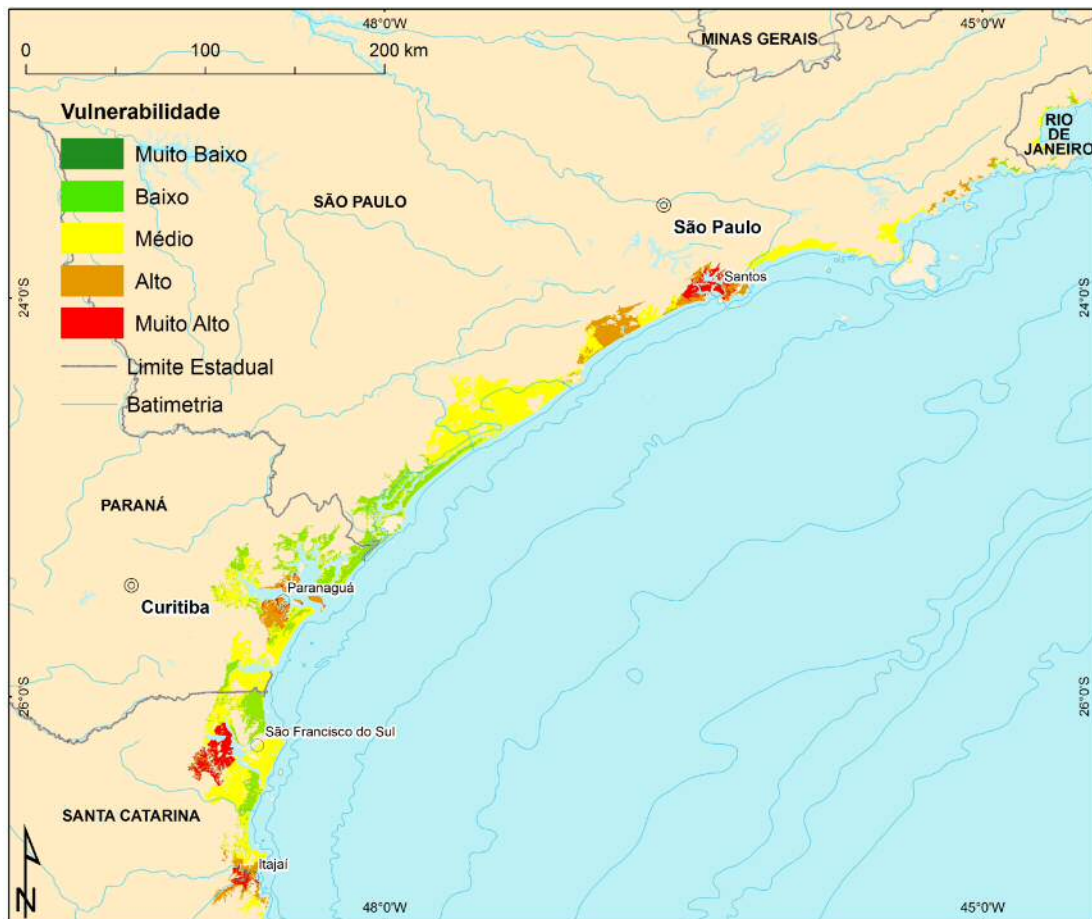 48°0'W
45°0'W
0
100
200 km
MINAS GERAIS
Vulnerabilidade
Muito Baixo
Baixo
Médio
Alto
Muito Alto
Limite Estadual
Batimetria
RIO
DE
JANEIRO
SÃO PAULO
São Paulo
Santos
24°0'S
24°0'S
PARANÁ
Paranaguá
Curitiba
26°0'S
26°0'S
São Francisco do Sul
SANTA CATARINA
Itajaí
N
48°0'W
45°0'W